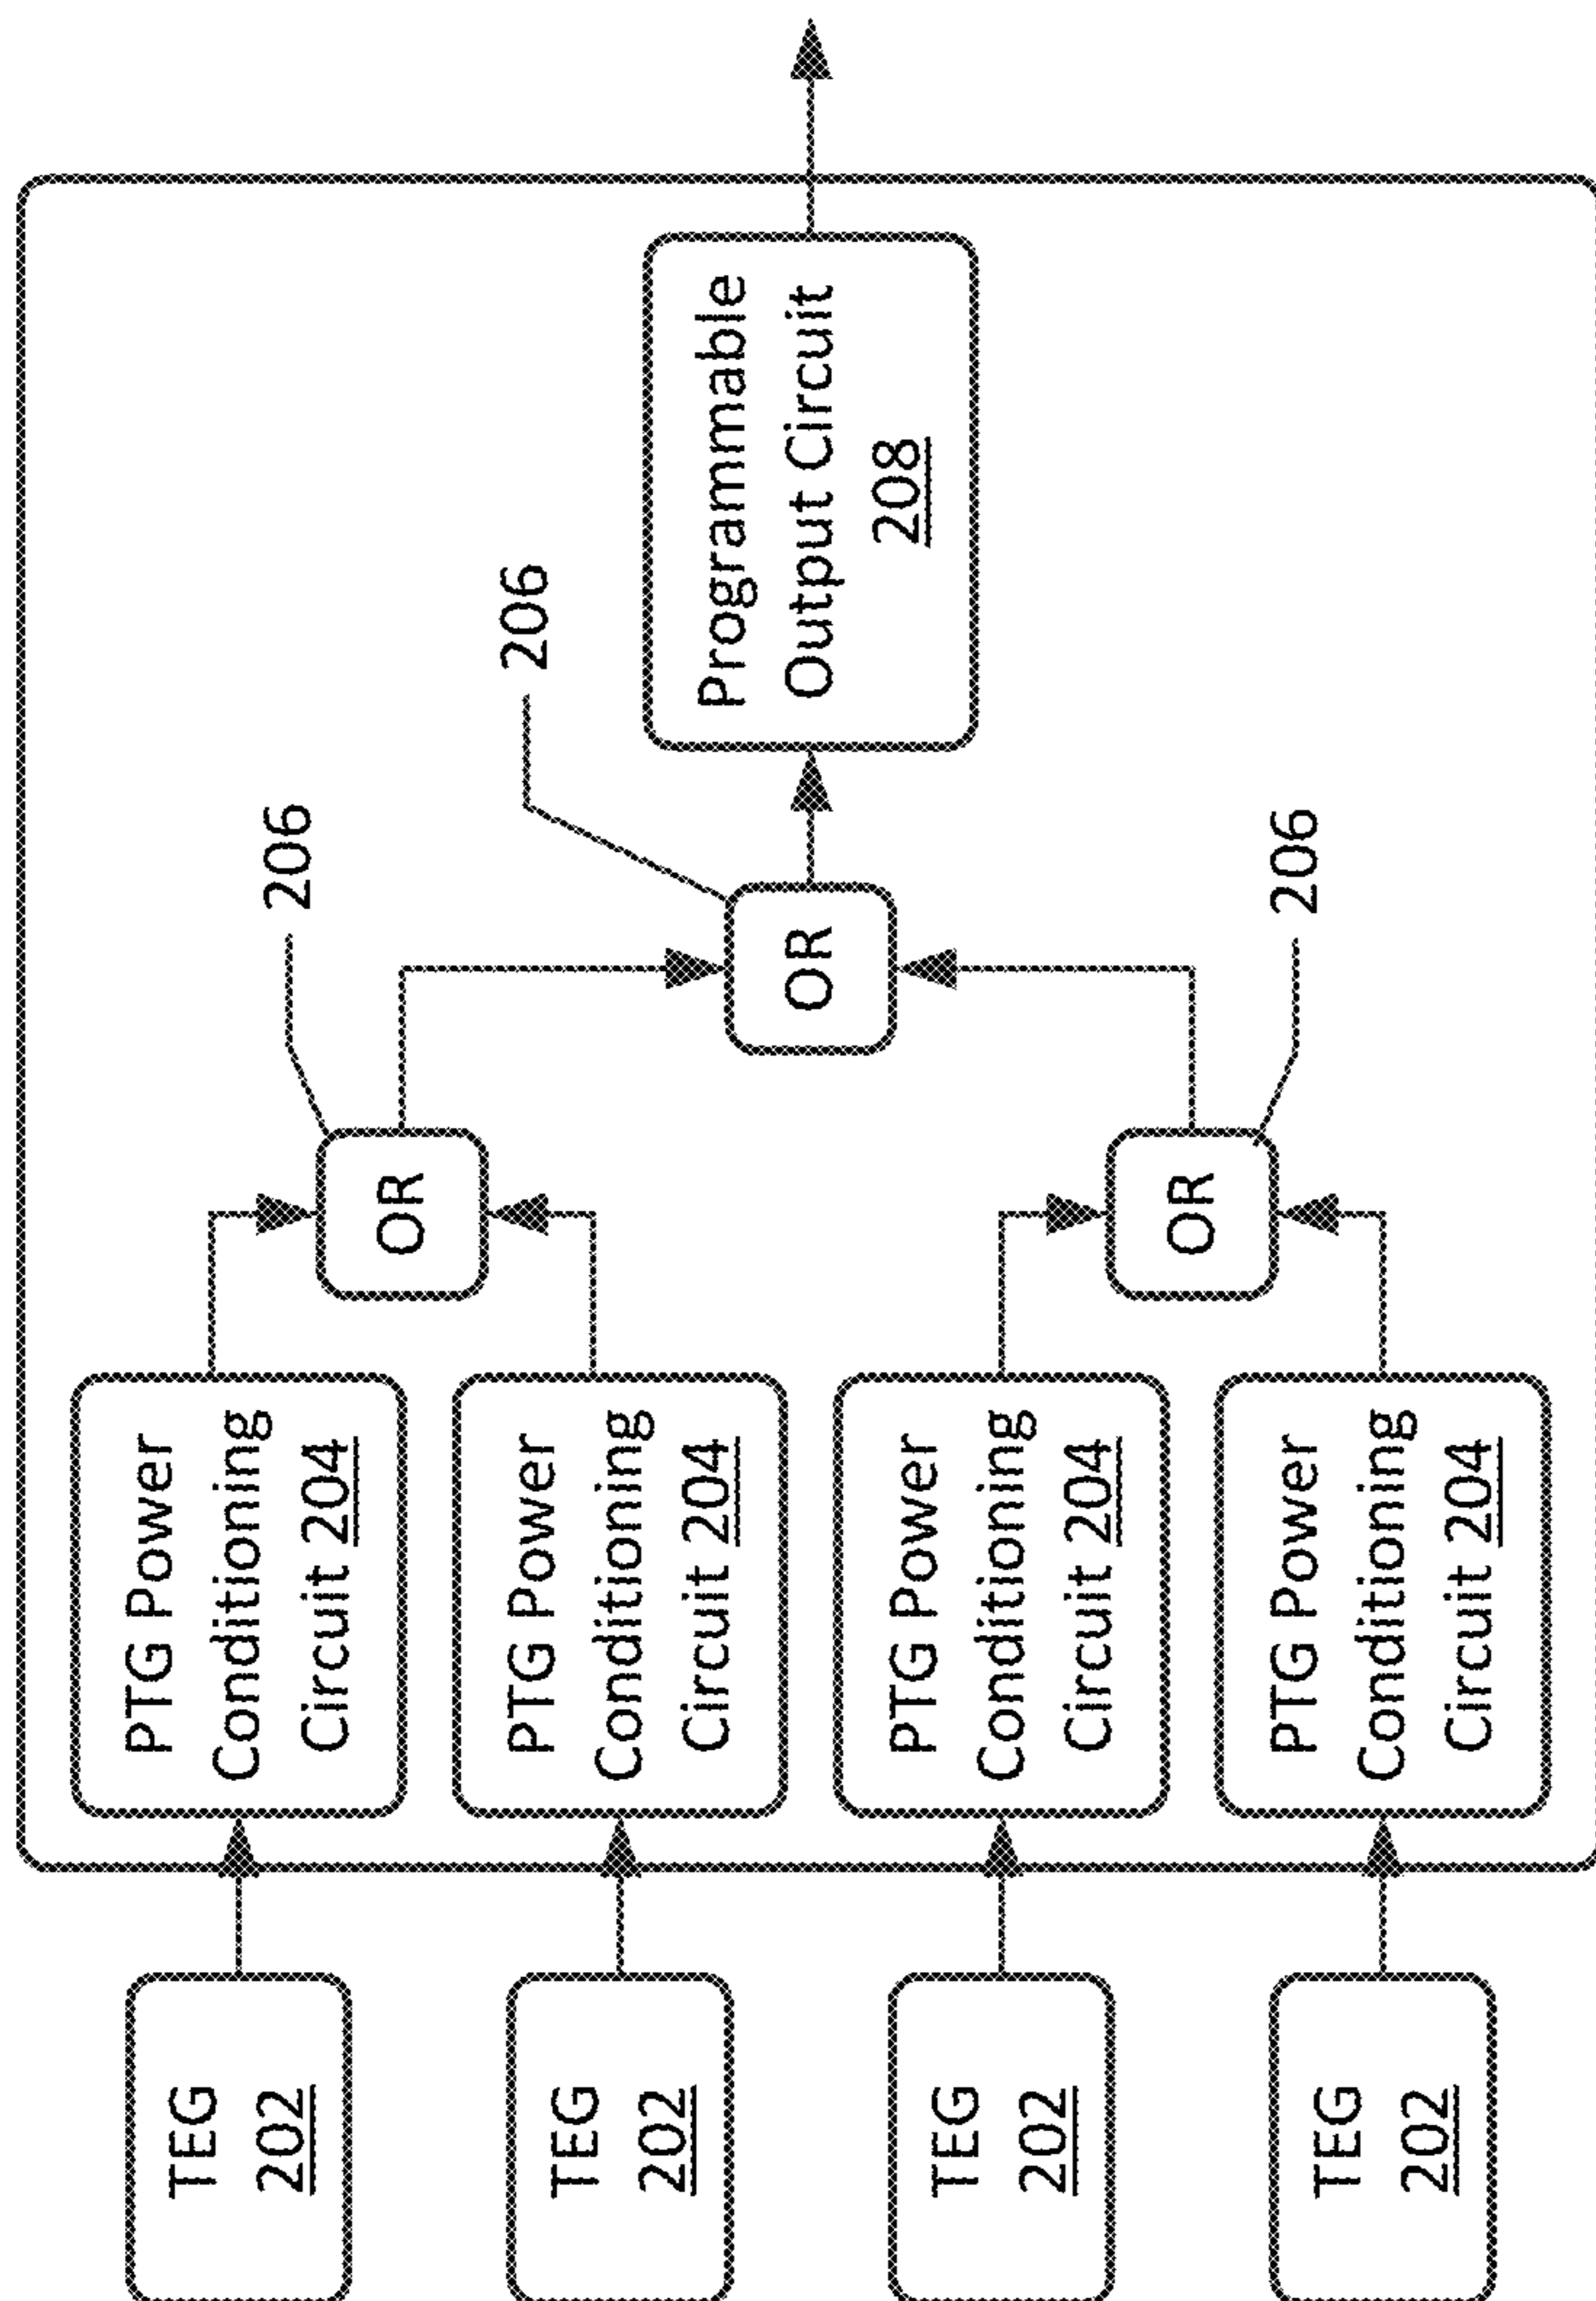 TEG
202
TEG
202
TEG
202
TEG
202
PTG Power
Conditioning
Circuit 204
PTG Power
Conditioning
Circuit 204
PTG Power
Conditioning
Circuit 204
PTG Power
Conditioning
Circuit 204
OR
206
OR
206
OR
206
Programmable
Output Circuit
208